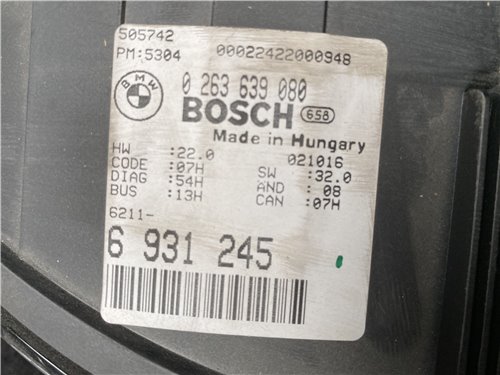 505742
PM:5304 00022422000948
BMW
0 263 639 080
BOSCH 658
Made in Hungary
HW :22.0 021016
CODE :07H SW :32.0
DIAG :54H AND : 08
BUS :13H CAN :07H
6211-
6 931 245